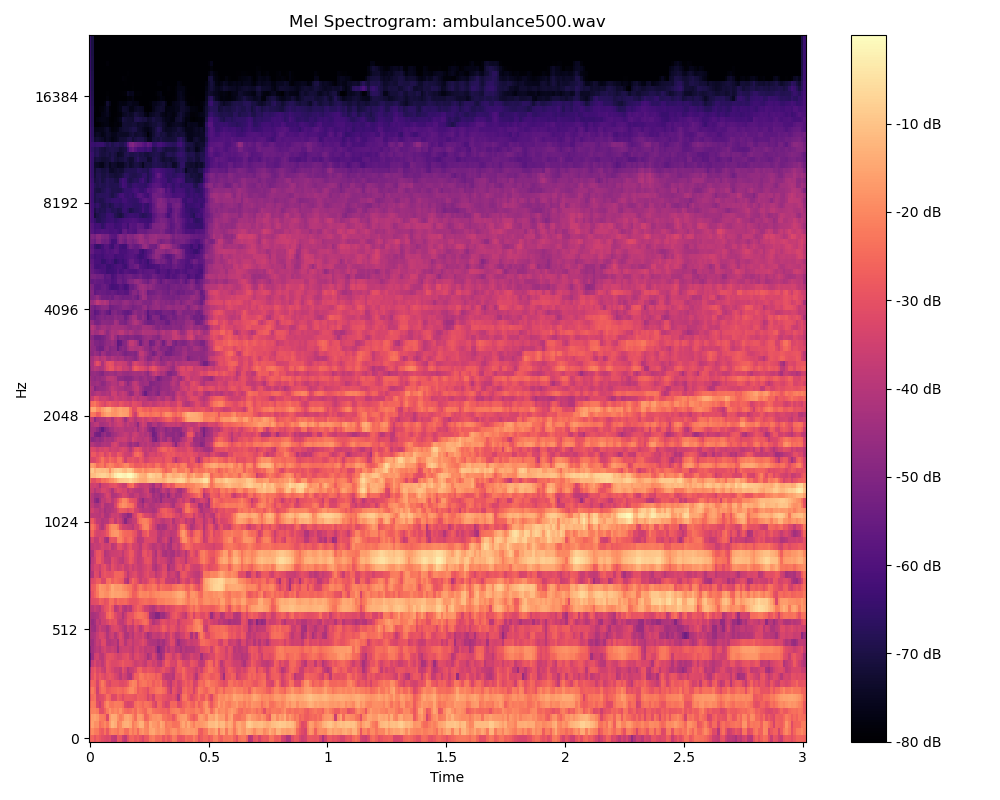 Mel Spectrogram: ambulance500.wav
16384
8192
4096
2048
1024
512
0
Hz
0
0.5
1
1.5
2
2.5
3
Time
-10 dB
-20 dB
-30 dB
-40 dB
-50 dB
-60 dB
-70 dB
-80 dB